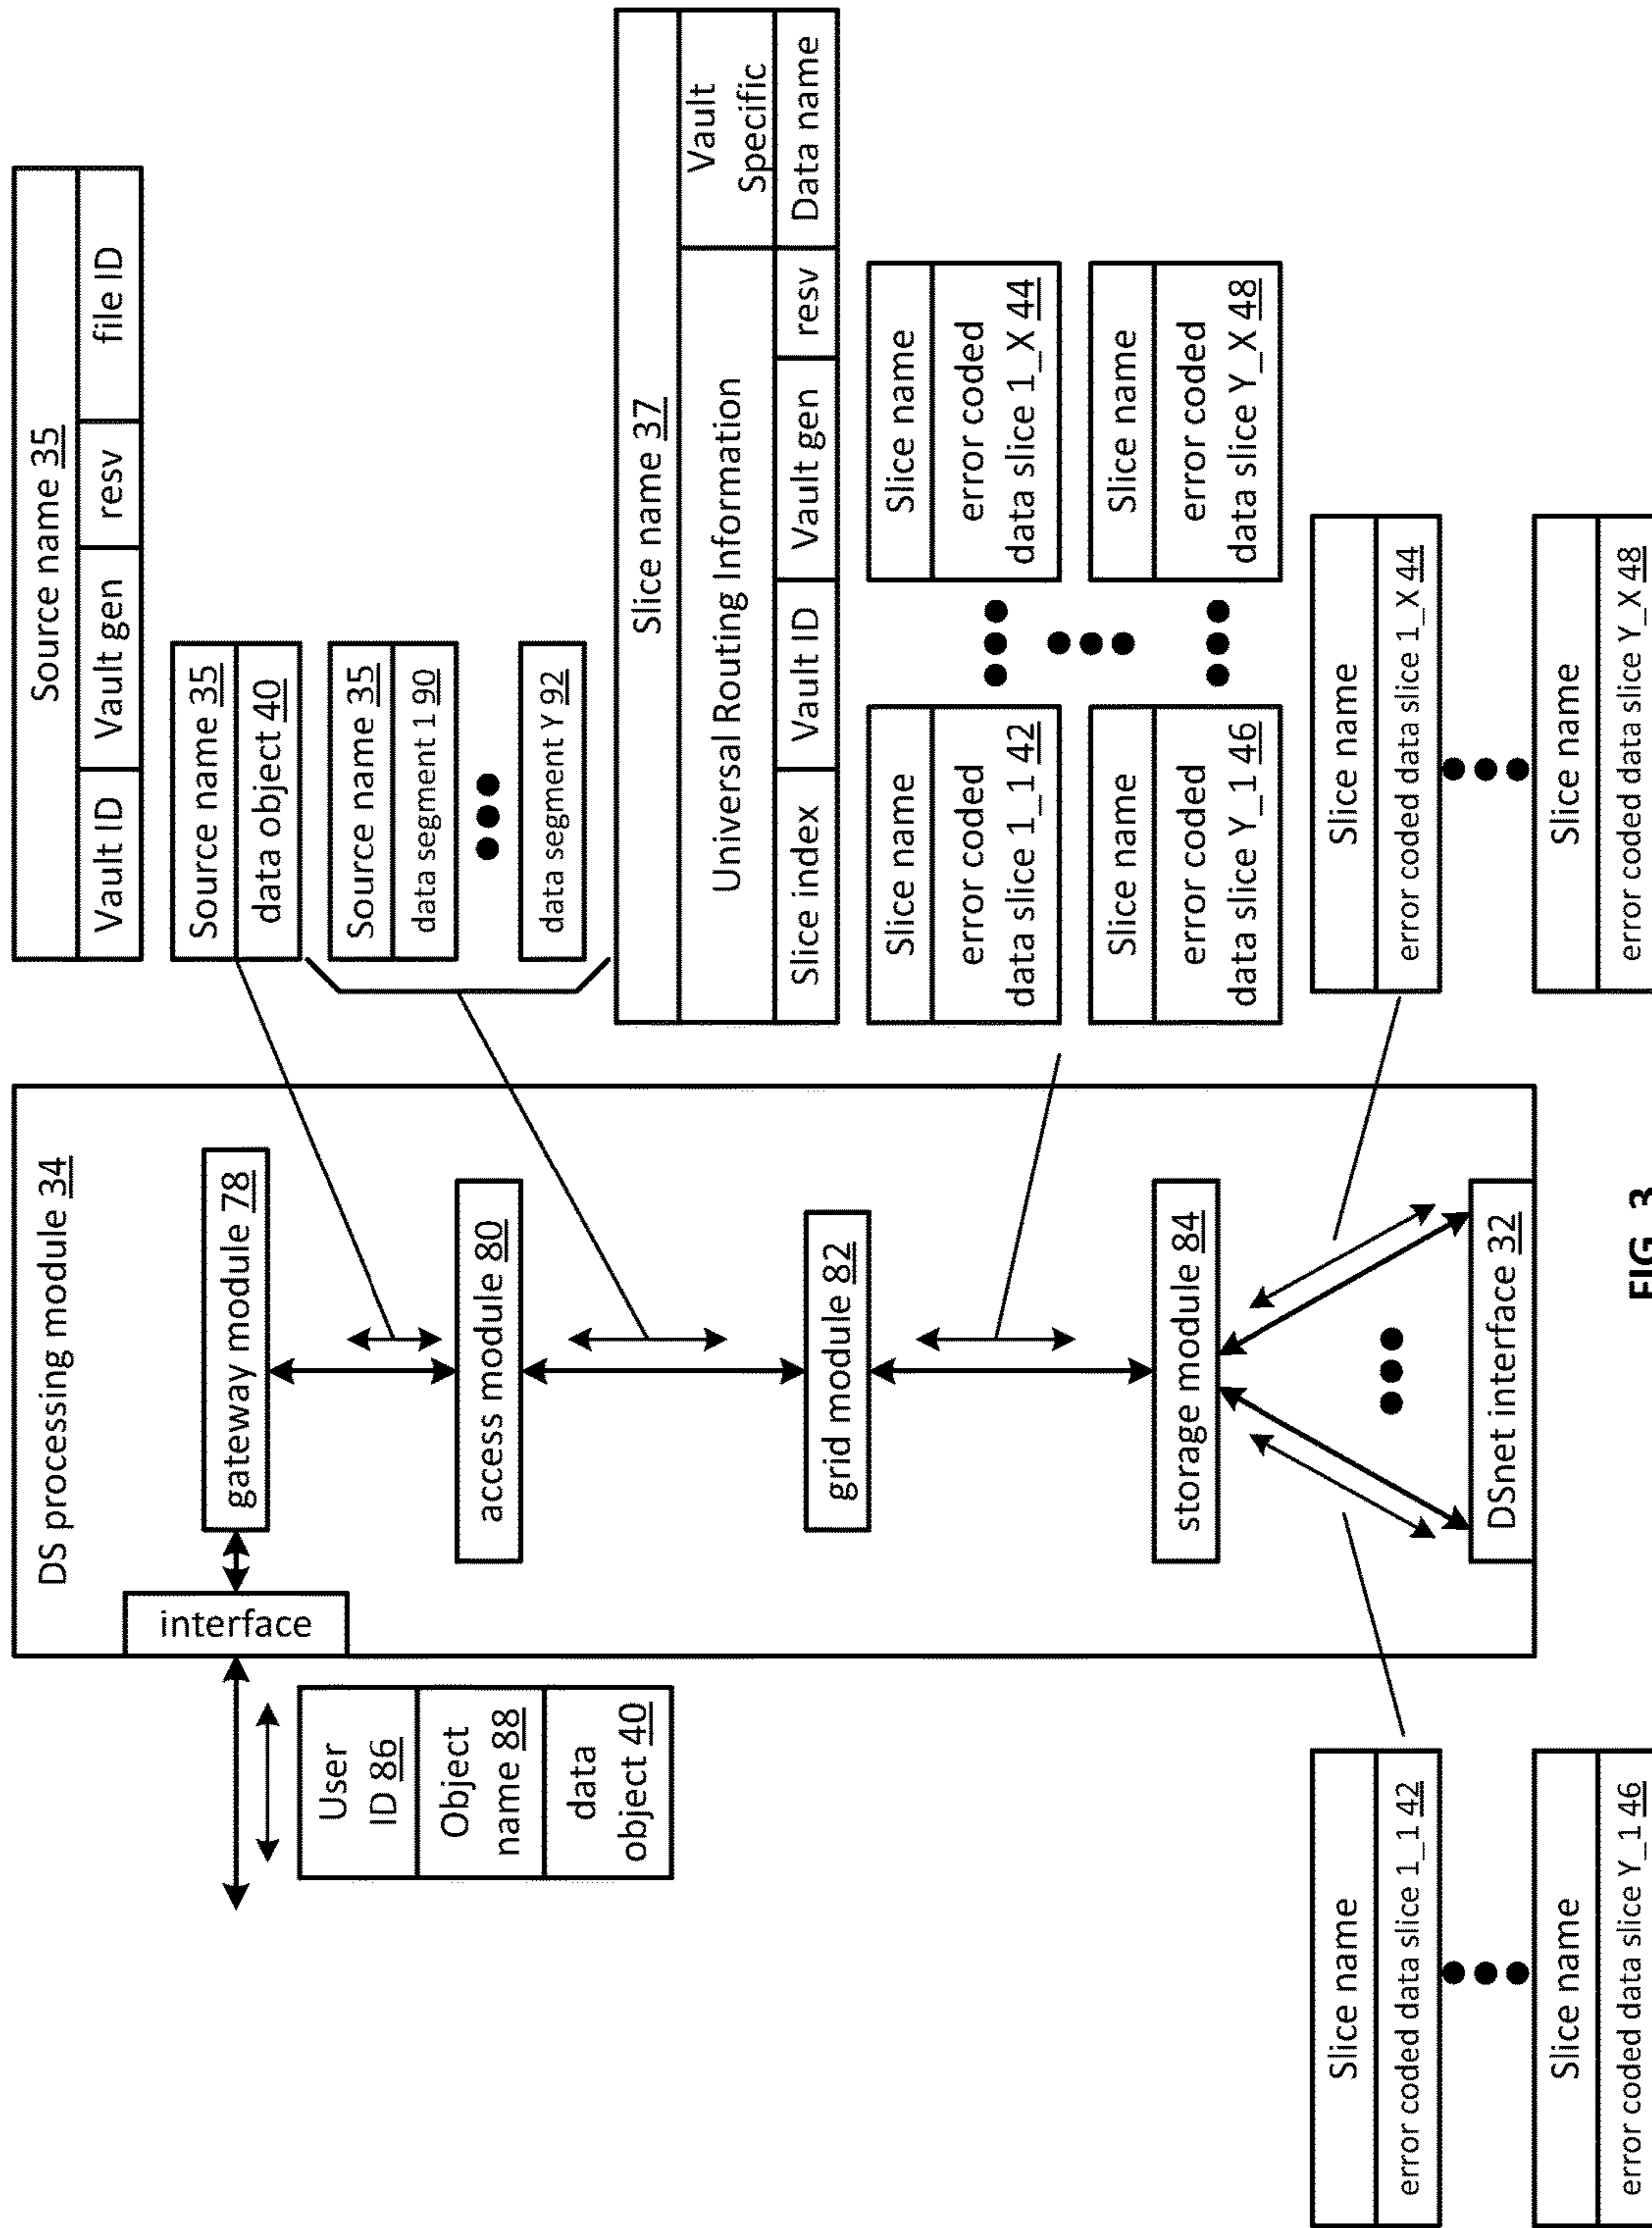 DS processing module 34
interface
gateway module 78
access module 80
grid module 82
storage module 84
DSnet interface 32
User
ID 86
Object
name 88
data
object 40
Source name 35
Vault ID
Vault gen
resv
file ID
Source name 35
data object 40
Source name 35
data segment 1 90
data segment Y 92
Slice name 37
Universal Routing Information
Vault
Specific
Slice index
Vault ID
Vault gen
resv
Data name
Slice name
error coded
data slice 1_1 42
Slice name
error coded
data slice 1_X 44
Slice name
error coded
data slice Y_1 46
Slice name
error coded
data slice Y_X 48
Slice name
error coded data slice 1_1 42
Slice name
error coded data slice Y_1 46
Slice name
error coded data slice 1_X 44
Slice name
error coded data slice Y_X 48
FIG. 3